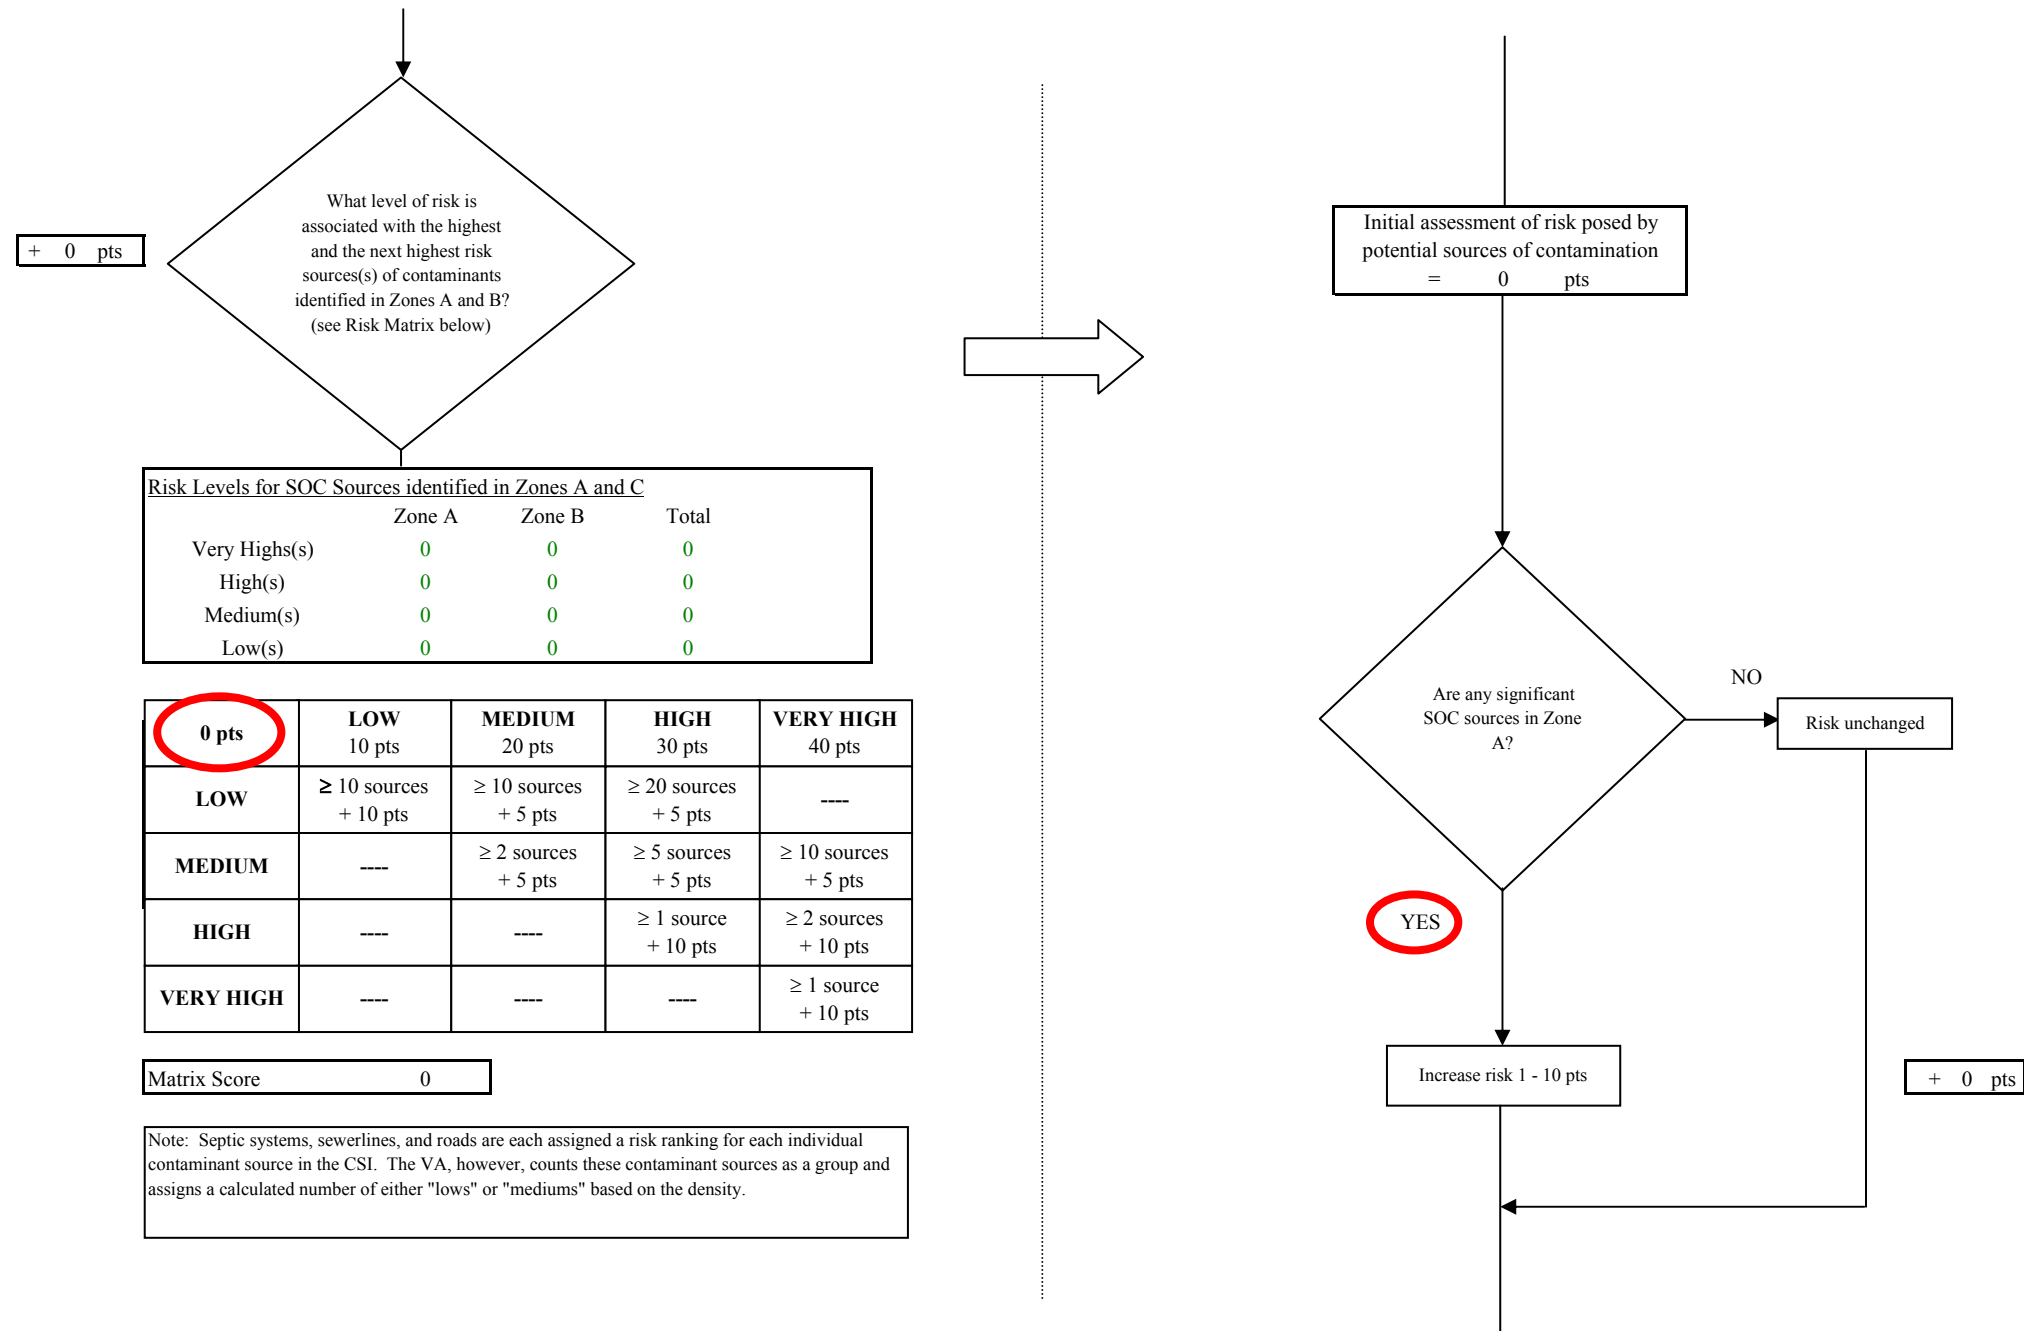 + 0 pts
What level of risk is
associated with the highest
and the next highest risk
sources(s) of contaminants
identified in Zones A and B?
(see Risk Matrix below)
Risk Levels for SOC Sources identified in Zones A and C
Zone A Zone B Total
Very Highs(s) 0 0 0
High(s) 0 0 0
Medium(s) 0 0 0
Low(s) 0 0 0
0 pts
LOW
10 pts
MEDIUM
20 pts
HIGH
30 pts
VERY HIGH
40 pts
LOW
≥ 10 sources
+ 10 pts
≥ 10 sources
+ 5 pts
≥ 20 sources
+ 5 pts
----
MEDIUM
----
≥ 2 sources
+ 5 pts
≥ 5 sources
+ 5 pts
≥ 10 sources
+ 5 pts
HIGH
----
----
≥ 1 source
+ 10 pts
≥ 2 sources
+ 10 pts
VERY HIGH
----
----
----
≥ 1 source
+ 10 pts
Matrix Score 0
Note: Septic systems, sewerlines, and roads are each assigned a risk ranking for each individual
contaminant source in the CSI. The VA, however, counts these contaminant sources as a group and
assigns a calculated number of either "lows" or "mediums" based on the density.
Initial assessment of risk posed by
potential sources of contamination
= 0 pts
Are any significant
SOC sources in Zone
A?
NO
Risk unchanged
YES
Increase risk 1 - 10 pts
+ 0 pts